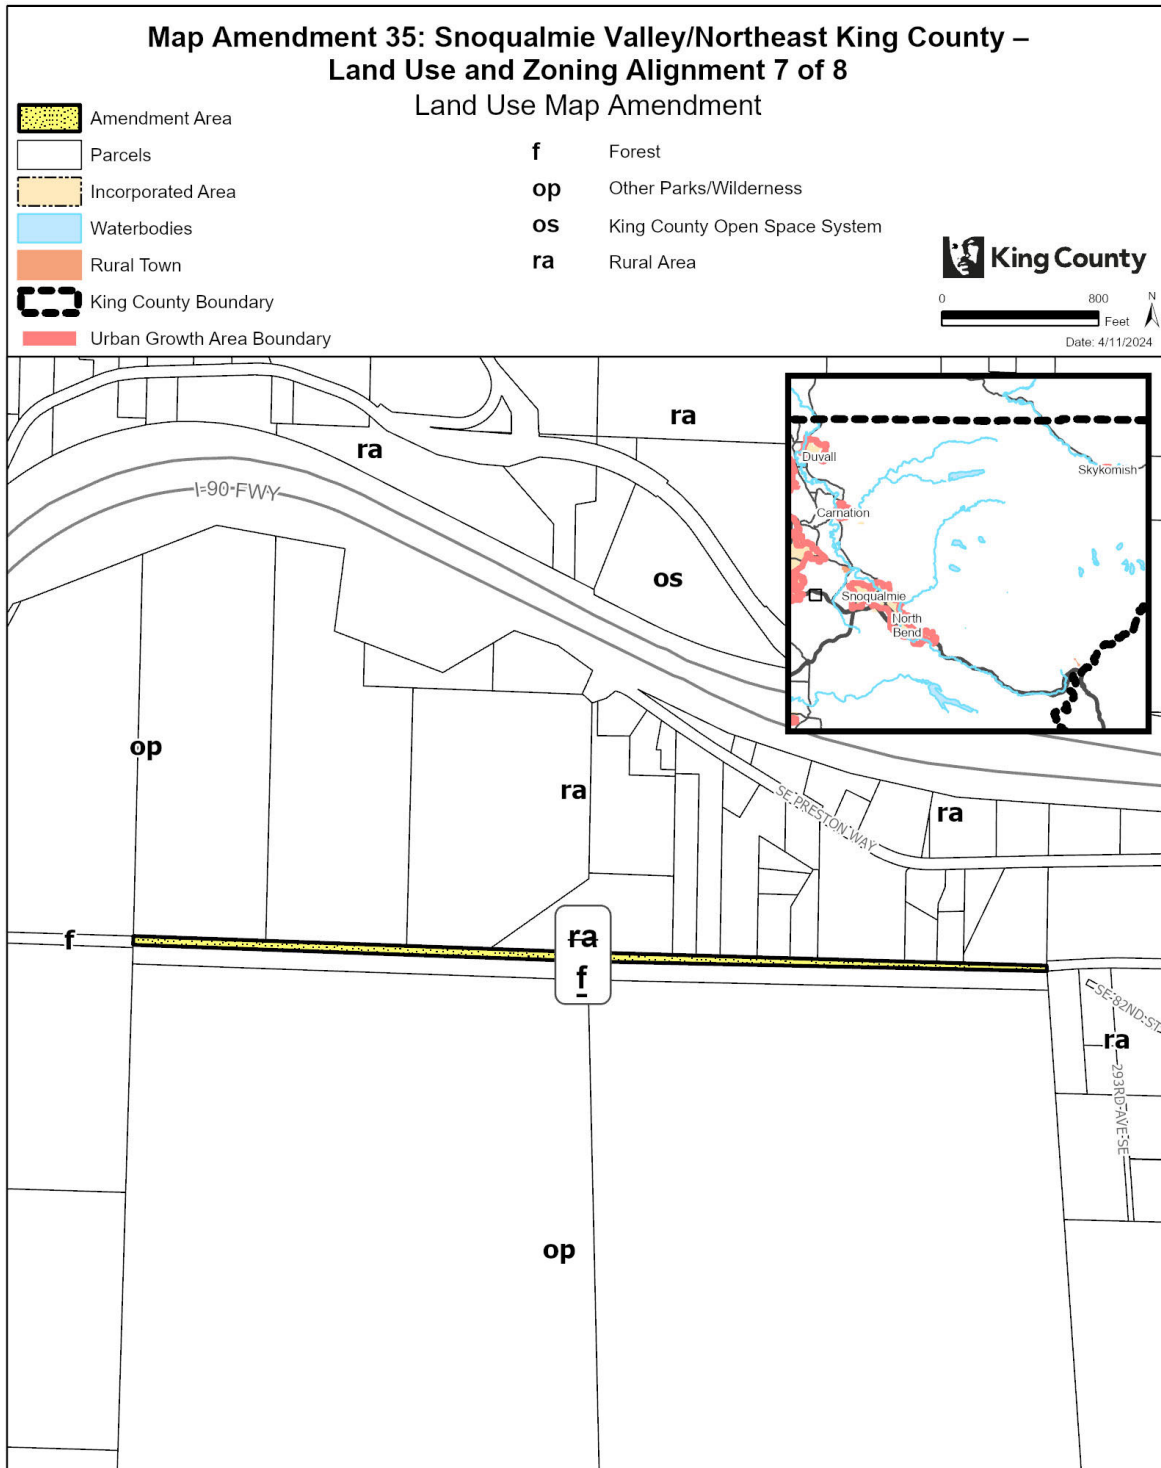 Map Amendment 35: Snoqualmie Valley/Northeast King County –
Land Use and Zoning Alignment 7 of 8
Land Use Map Amendment
Amendment Area
Parcels
Incorporated Area
Waterbodies
Rural Town
King County Boundary
Urban Growth Area Boundary
f Forest
op Other Parks/Wilderness
os King County Open Space System
ra Rural Area
King County
0 800
Feet
N
Date: 4/11/2024
ra
ra
I-90 FWY
os
Duvall
Skykomish
Carnation
Snoqualmie
North
Bend
op
ra
SE PRESTON WAY
ra
f
ra
f
SE 82ND ST
ra
293RD AVE SE
op